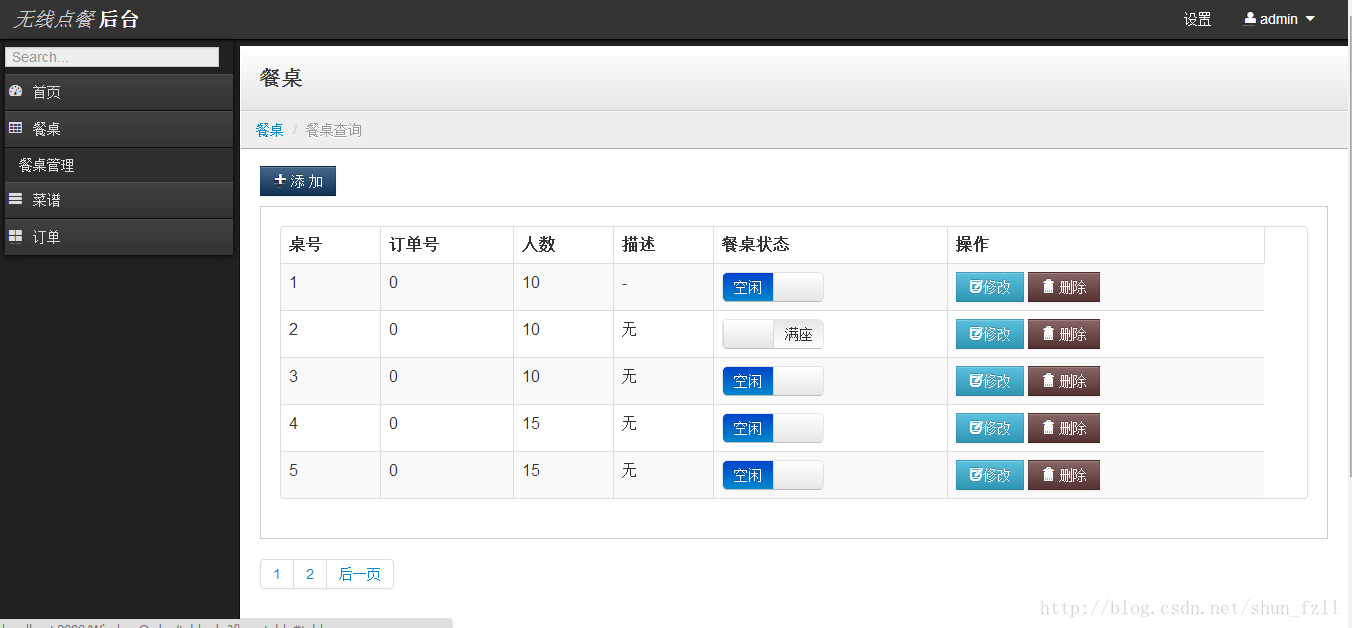 无线点餐 后台
设置 admin
Search...
首页
餐桌
餐桌管理
菜谱
订单
餐桌
餐桌 / 餐桌查询
添加
桌号 订单号 人数 描述 餐桌状态 操作
1 0 10 - 空闲 修改 删除
2 0 10 无 满座 修改 删除
3 0 10 无 空闲 修改 删除
4 0 15 无 空闲 修改 删除
5 0 15 无 空闲 修改 删除
1 2 后一页
http://blog.csdn.net/shun_fzll